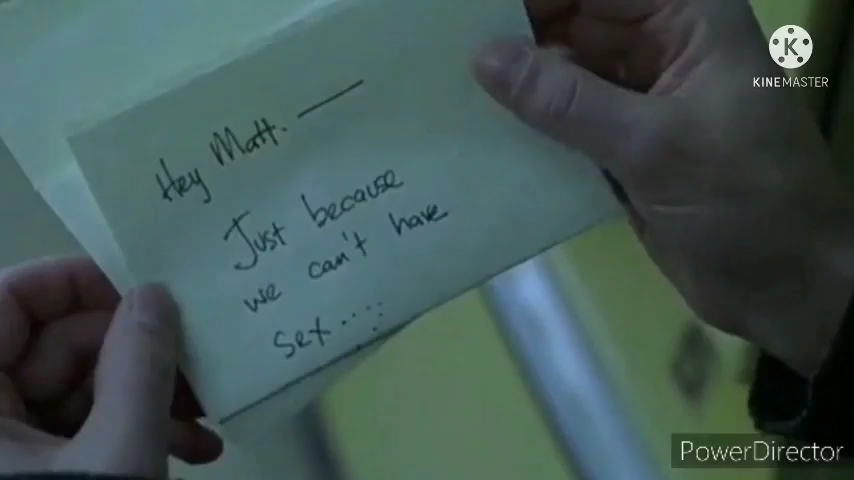 KINEMASTER
Hey Matt. —
Just because
we can't have
sex.....
PowerDirector